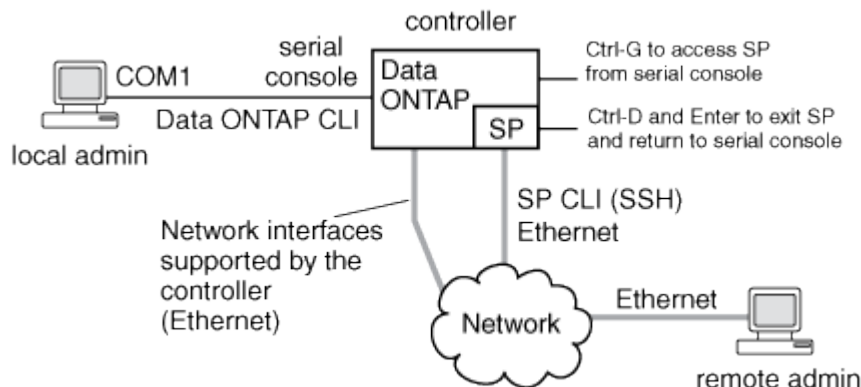 controller
serial
console
COM1
Data
ONTAP
Ctrl-G to access SP
from serial console
Data ONTAP CLI
SP
Ctrl-D and Enter to exit SP
and return to serial console
local admin
SP CLI (SSH)
Ethernet
Network interfaces
supported by the
controller
(Ethernet)
Network
Ethernet
remote admin